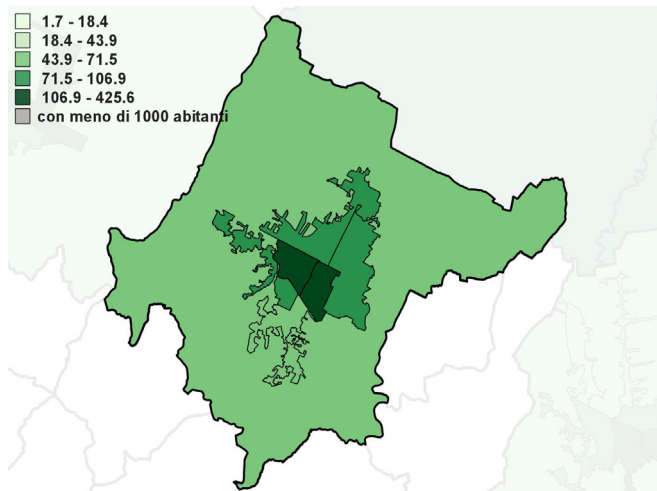 1.7 - 18.4
18.4 - 43.9
43.9 - 71.5
71.5 - 106.9
106.9 - 425.6
con meno di 1000 abitanti